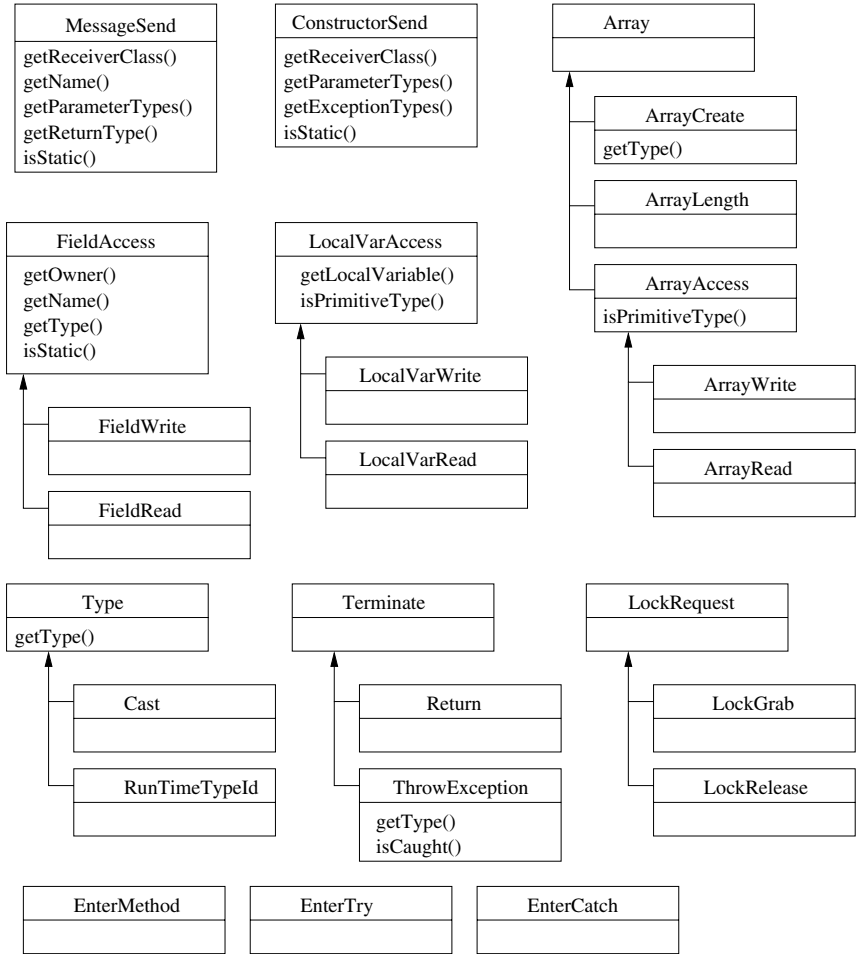 MessageSend
getReceiverClass()
getName()
getParameterTypes()
getReturnType()
isStatic()
ConstructorSend
getReceiverClass()
getParameterTypes()
getExceptionTypes()
isStatic()
Array
ArrayCreate
getType()
ArrayLength
ArrayAccess
isPrimitiveType()
ArrayWrite
ArrayRead
FieldAccess
getOwner()
getName()
getType()
isStatic()
FieldWrite
FieldRead
LocalVarAccess
getLocalVariable()
isPrimitiveType()
LocalVarWrite
LocalVarRead
Type
getType()
Cast
RunTimeTypeId
Terminate
Return
ThrowException
getType()
isCaught()
LockRequest
LockGrab
LockRelease
EnterMethod
EnterTry
EnterCatch